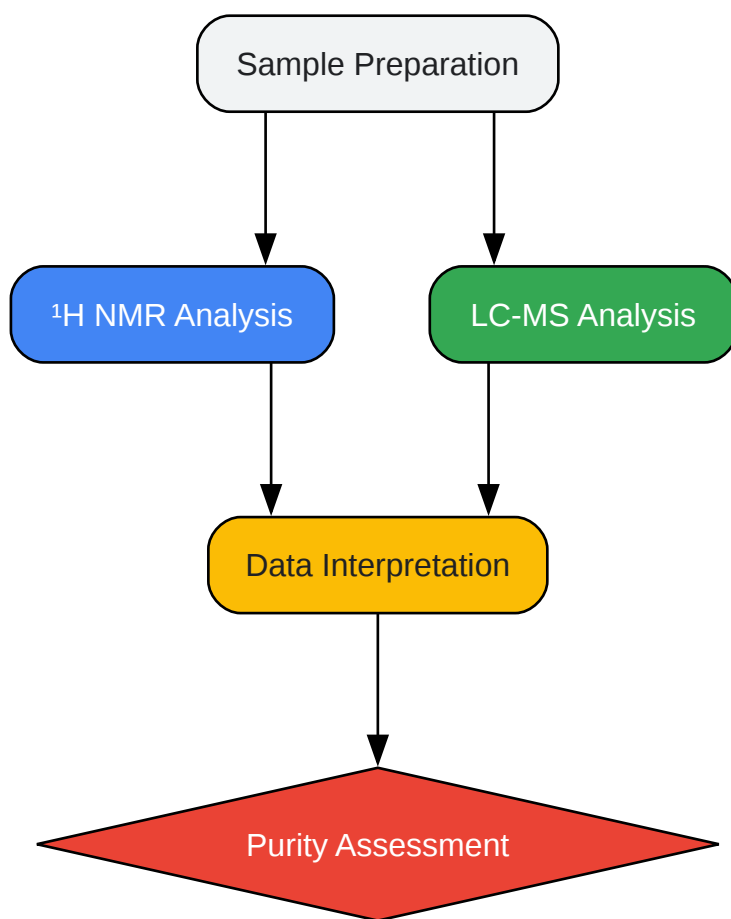 Sample Preparation
¹H NMR Analysis
LC-MS Analysis
Data Interpretation
Purity Assessment